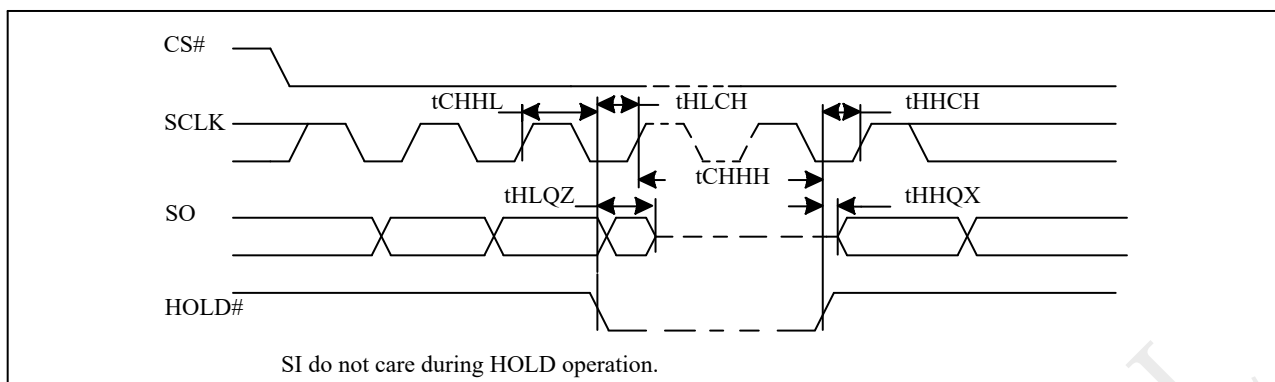 CS#
tCHHL
tHLCH
tHHCH
SCLK
tCHHH
tHLQZ
tHHQX
SO
HOLD#
SI do not care during HOLD operation.